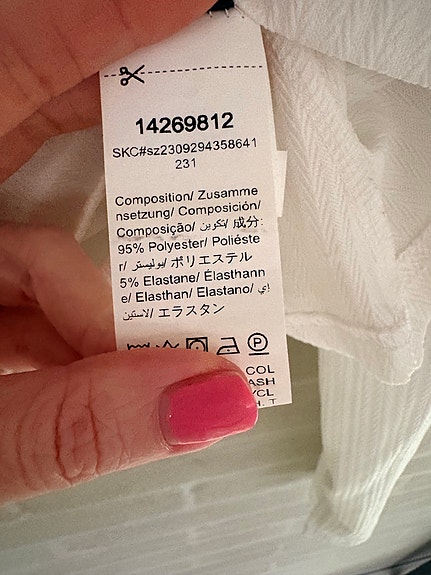 14269812
SKC#sz2309294358641
231
Composition/ Zusamme
nsetzung/ Composición/
Composição/ تكوين/ 成分:
95% Polyester/ Poliéste
r/ بوليستر/ ポリエステル
5% Elastane/ Élasthann
e/ Elasthan/ Elastano/ إي
لاستين/ エラスタン
P
COL
ASH
YCL
H. T